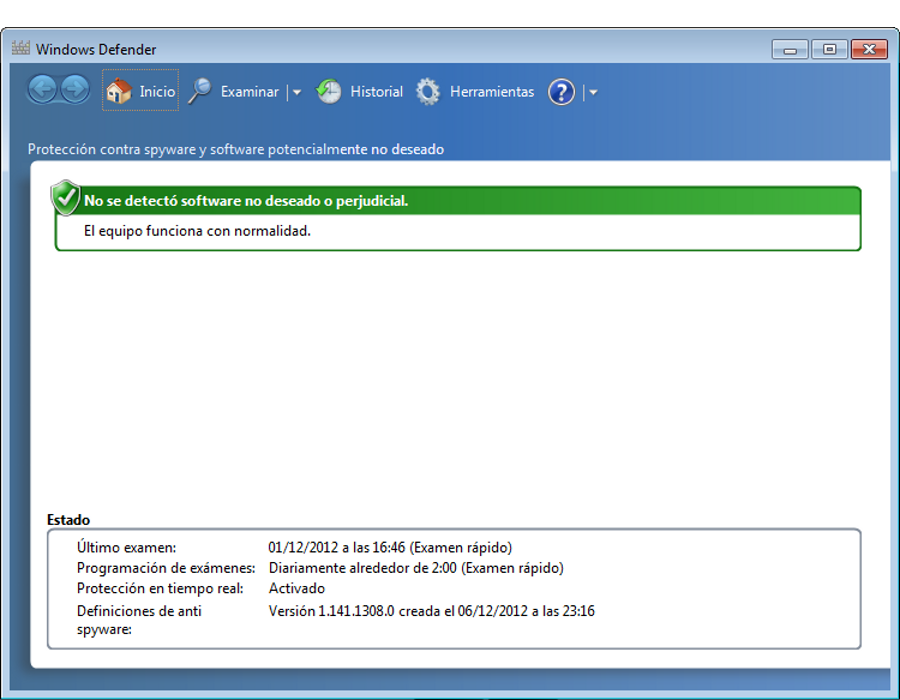 Windows Defender
Inicio Examinar Historial Herramientas ?
Protección contra spyware y software potencialmente no deseado
No se detectó software no deseado o perjudicial.
El equipo funciona con normalidad.
Estado
Último examen: 01/12/2012 a las 16:46 (Examen rápido)
Programación de exámenes: Diariamente alrededor de 2:00 (Examen rápido)
Protección en tiempo real: Activado
Definiciones de anti Versión 1.141.1308.0 creada el 06/12/2012 a las 23:16
spyware: